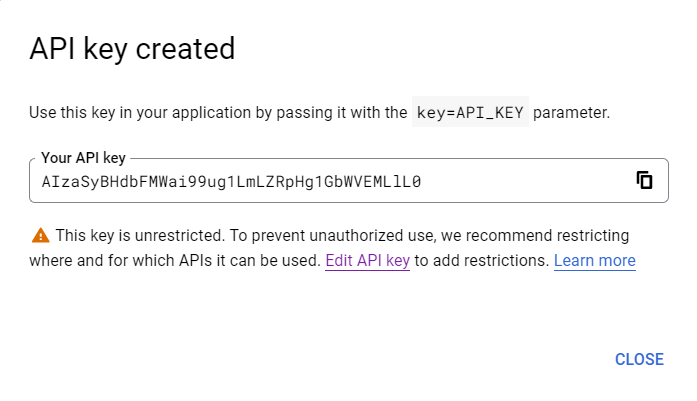 API key created
Use this key in your application by passing it with the key=API_KEY parameter.
Your API key
AIzaSyBHdbFMWai99ug1LmLZRpHg1GbWVEMLlL0
This key is unrestricted. To prevent unauthorized use, we recommend restricting
where and for which APIs it can be used. Edit API key to add restrictions. Learn more
CLOSE